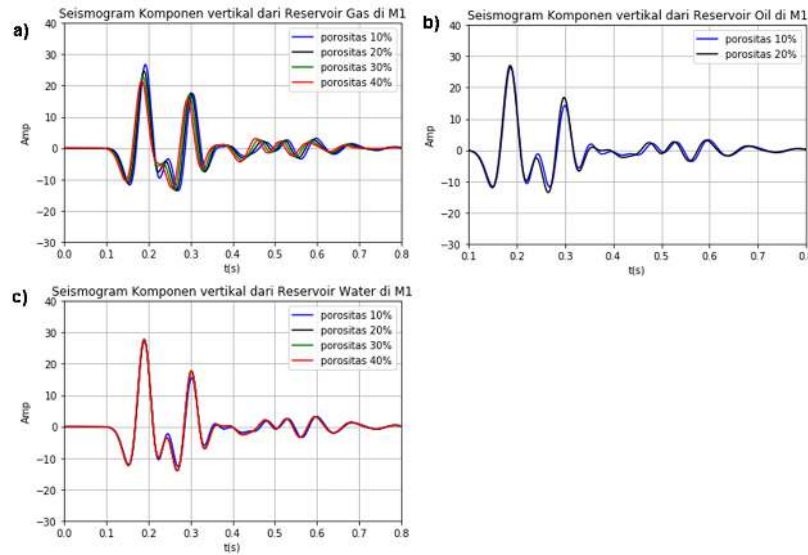 a)
Seismogram Komponen vertikal dari Reservoir Gas di M1
40
30
20
10
0
−10
−20
−30
Amp
porositas 10%
porositas 20%
porositas 30%
porositas 40%
0.0 0.1 0.2 0.3 0.4 0.5 0.6 0.7 0.8
t(s)
b)
Seismogram Komponen vertikal dari Reservoir Oil di M1
40
30
20
10
0
−10
−20
−30
Amp
porositas 10%
porositas 20%
0.1 0.2 0.3 0.4 0.5 0.6 0.7 0.8
t(s)
c)
Seismogram Komponen vertikal dari Reservoir Water di M1
40
30
20
10
0
−10
−20
−30
Amp
porositas 10%
porositas 20%
porositas 30%
porositas 40%
0.0 0.1 0.2 0.3 0.4 0.5 0.6 0.7 0.8
t(s)